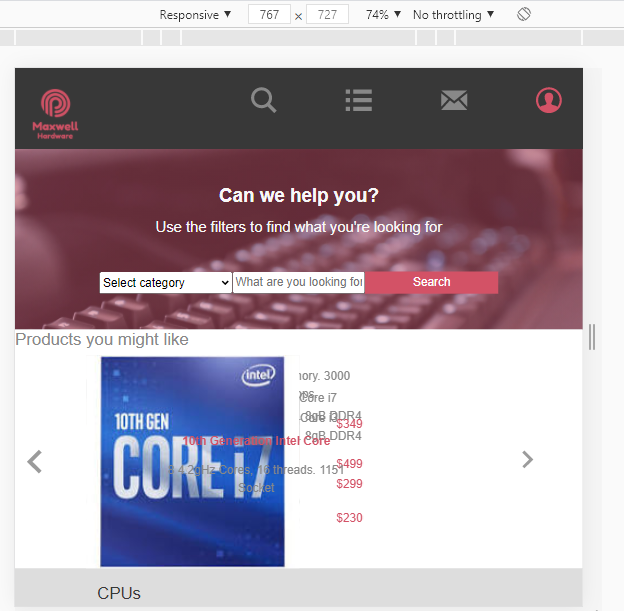 Responsive ▼ 767 × 727 74% ▼ No throttling ▼
Maxwell
Hardware
Can we help you?
Use the filters to find what you're looking for
Select category What are you looking for Search
Products you might like
intel
10TH GEN
CORE i7
nory. 3000
Core i7
8gB DDR4
$349
8gB DDR4
10th Generation Intel Core
4.2gHz Cores, 16 threads. 1151
Socket
$499
$299
$230
CPUs